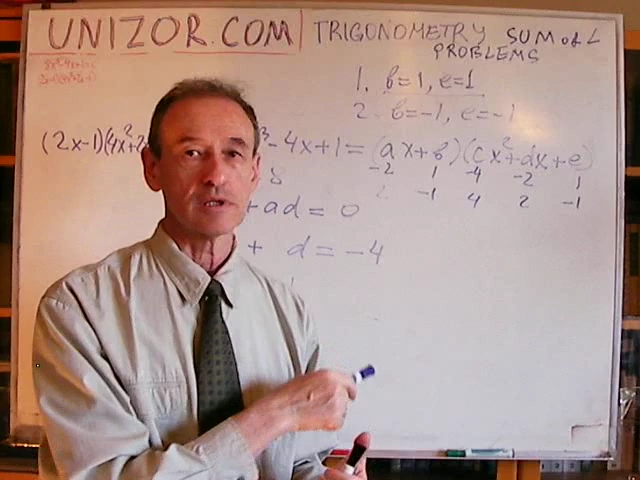 UNIZOR.COM
TRIGONOMETRY SUM of L
PROBLEMS
1. b=1, e=1
2. b=-1, e=-1
(2x-1)(4x²+2 ³-4x+1=(ax+b)(cx²+dx+e)
-2 1 -4 -2 1
-1 4 2 -1
+ad=0
+ d=-4